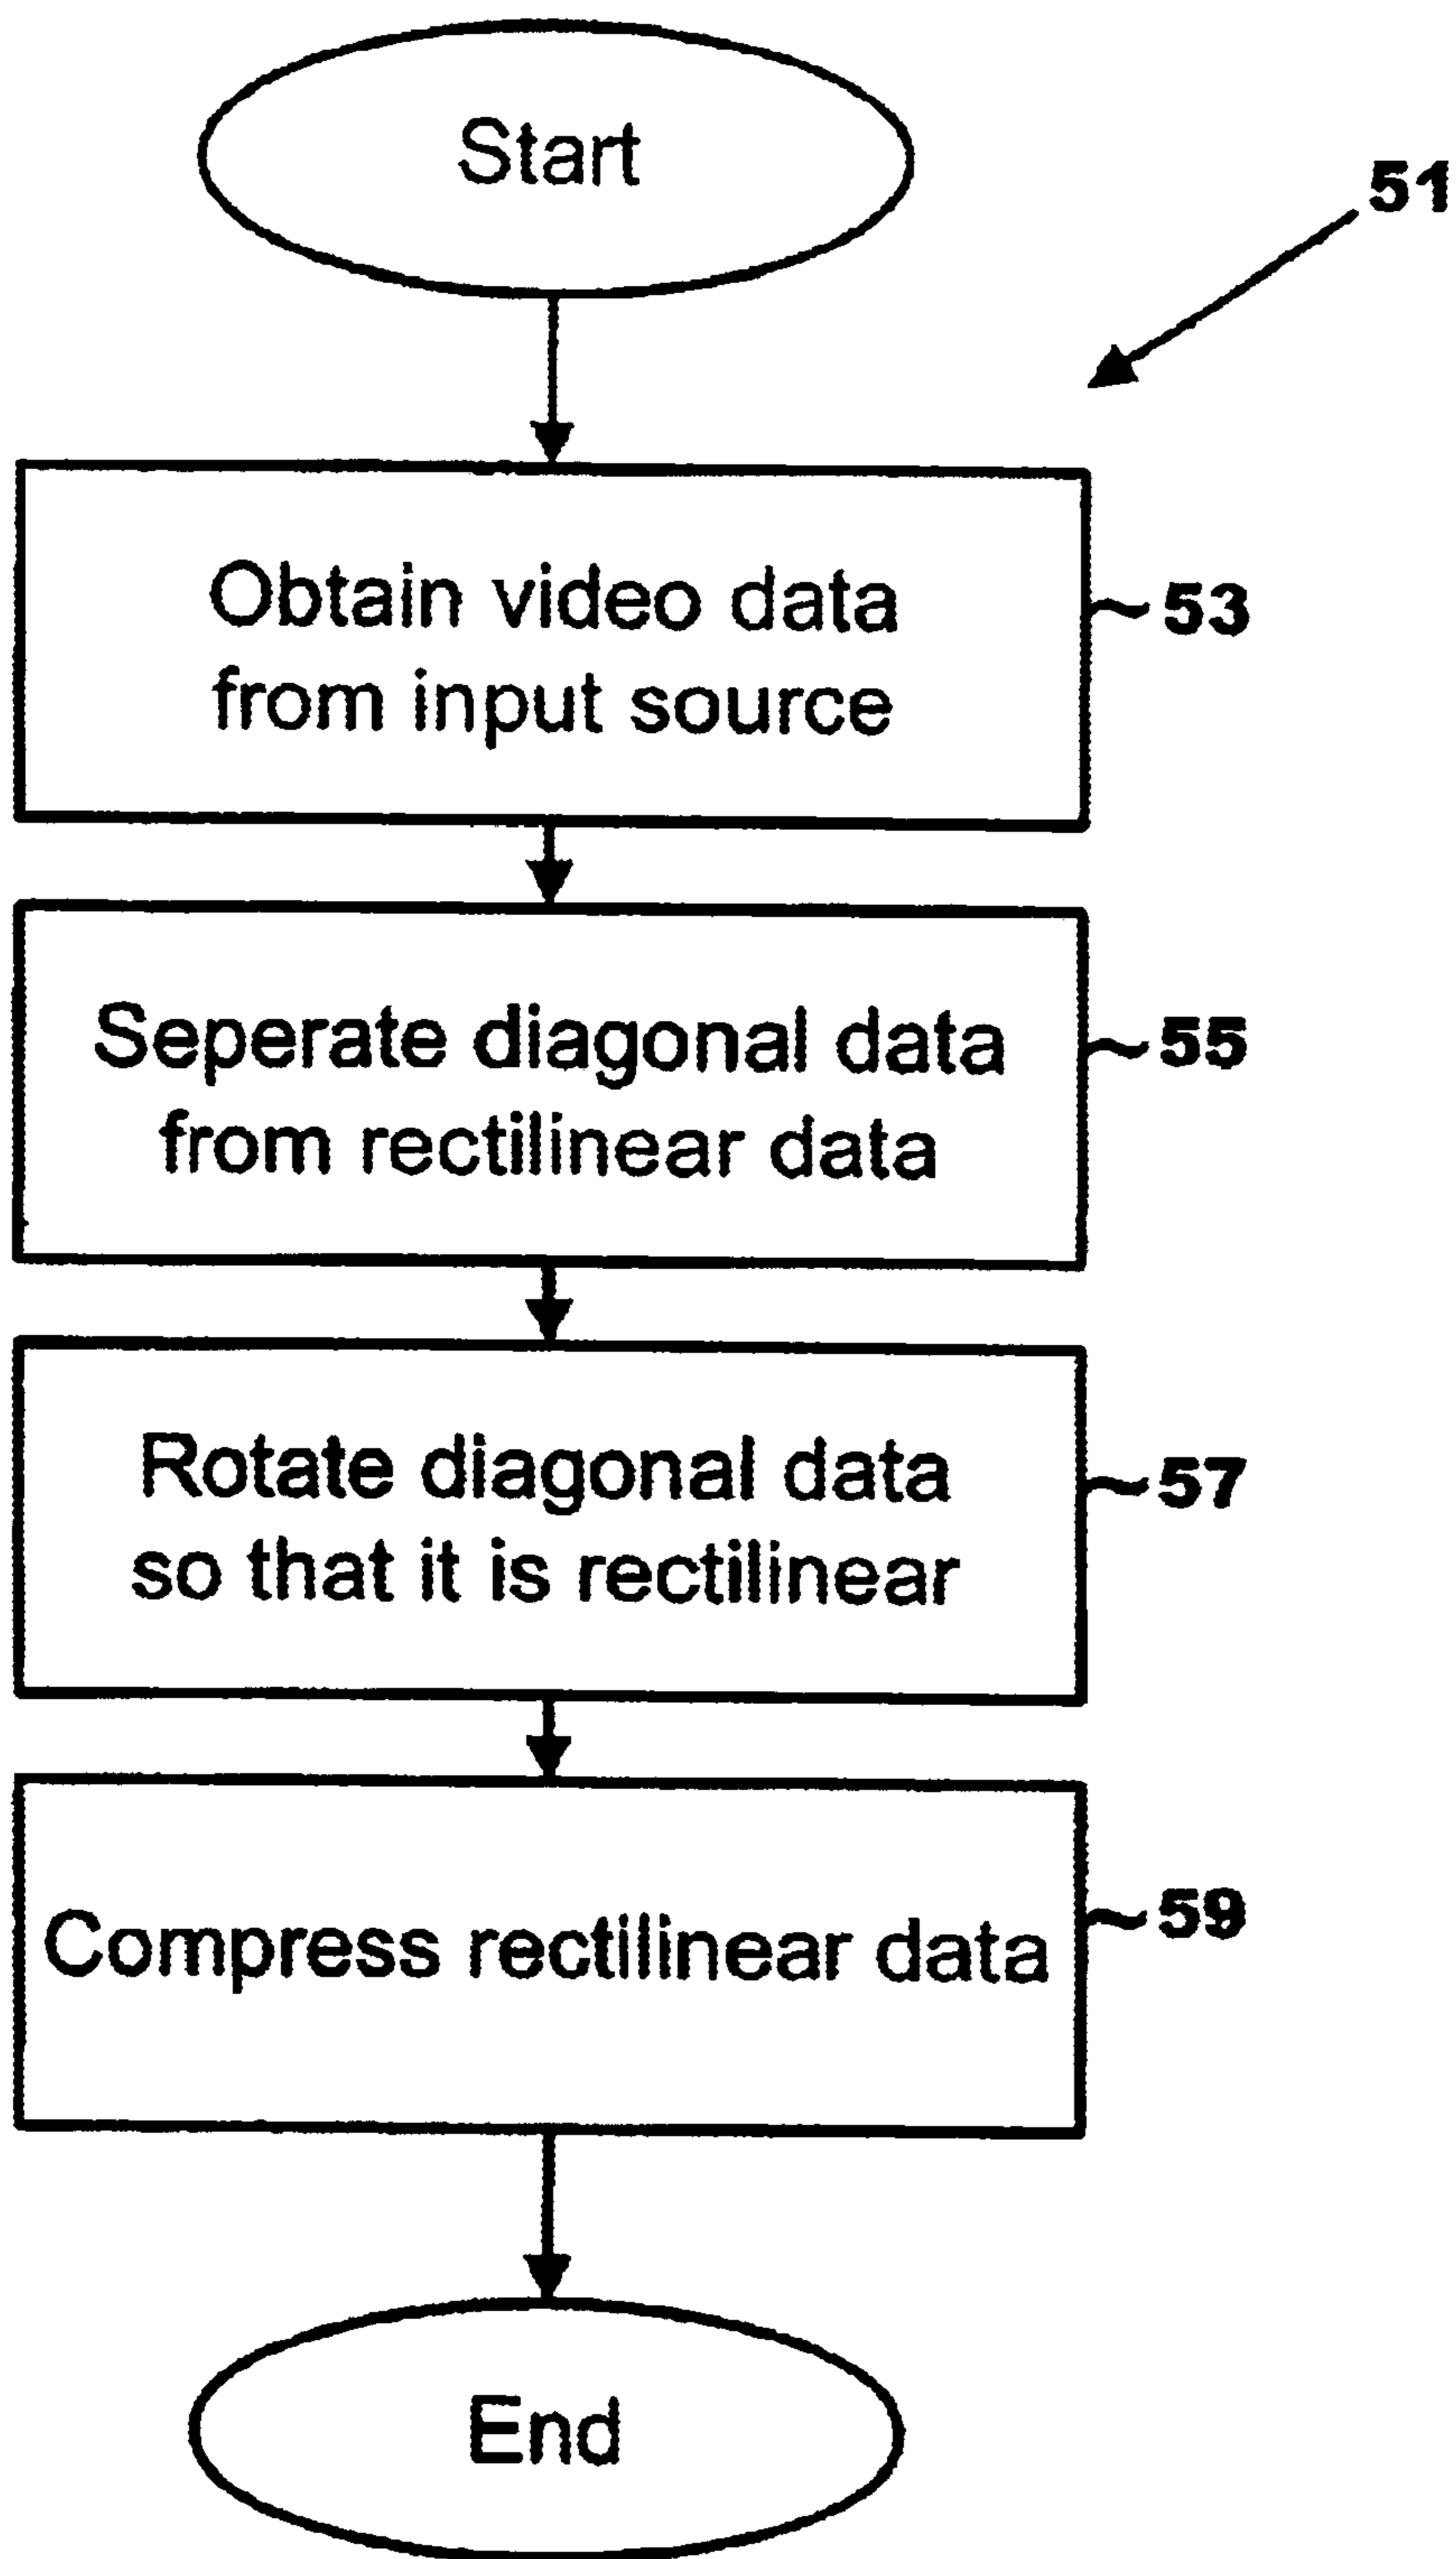 Start
51
Obtain video data
from input source
53
Seperate diagonal data
from rectilinear data
55
Rotate diagonal data
so that it is rectilinear
57
Compress rectilinear data
59
End